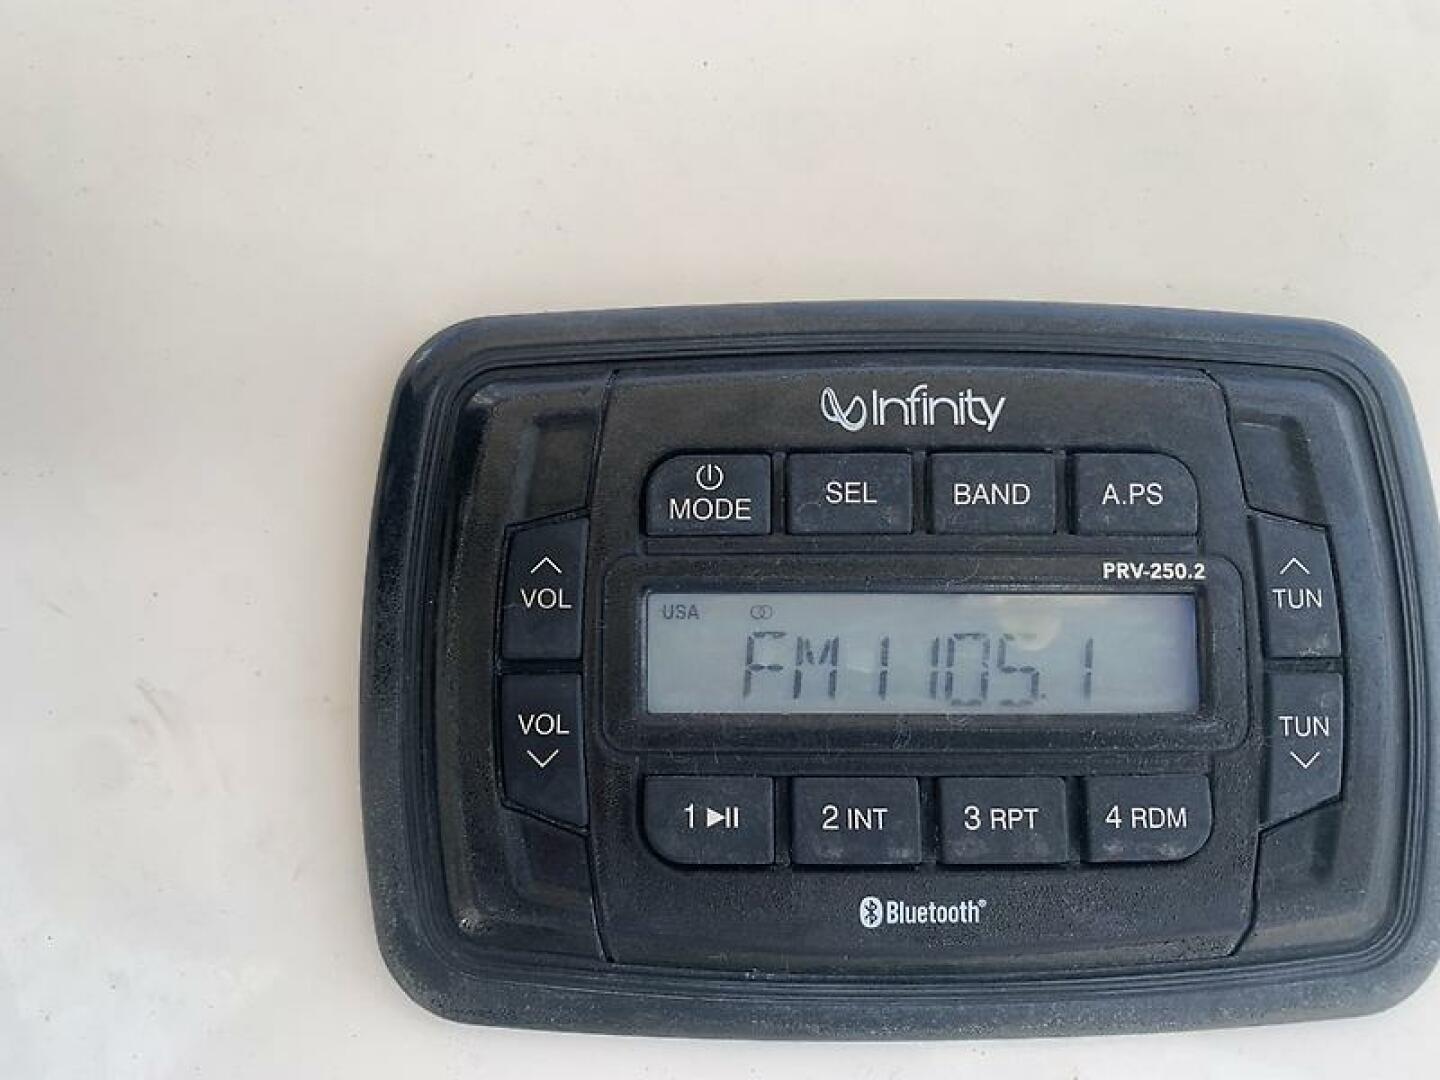 Infinity
MODE SEL BAND A.PS
PRV-250.2
VOL TUN
USA
FM1 105.1
VOL TUN
1 2 INT 3 RPT 4 RDM
Bluetooth®